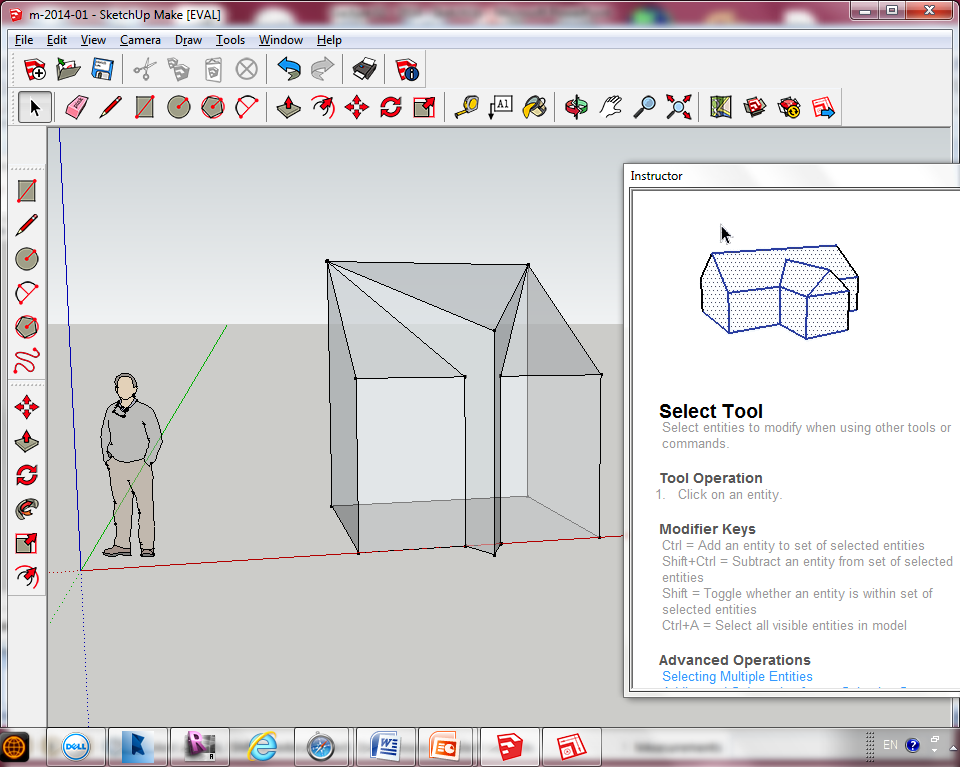 m-2014-01 - SketchUp Make [EVAL]
File Edit View Camera Draw Tools Window Help
A1
Instructor
Select Tool
Select entities to modify when using other tools or
commands.
Tool Operation
1. Click on an entity.
Modifier Keys
Ctrl = Add an entity to set of selected entities
Shift+Ctrl = Subtract an entity from set of selected
entities
Shift = Toggle whether an entity is within set of
selected entities
Ctrl+A = Select all visible entities in model
Advanced Operations
Selecting Multiple Entities
DELL
EN